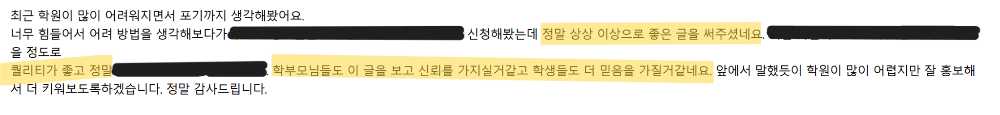 최근 학원이 많이 어려워지면서 포기까지 생각해봤어요.
너무 힘들어서 어려 방법을 생각해보다가 신청해봤는데 정말 상상 이상으로 좋은 글을 써주셨네요.
을 정도로
퀄리티가 좋고 정말 . 학부모님들도 이 글을 보고 신뢰를 가지실거같고 학생들도 더 믿음을 가질거같네요. 앞에서 말했듯이 학원이 많이 어렵지만 잘 홍보해
서 더 키워보도록하겠습니다. 정말 감사드립니다.